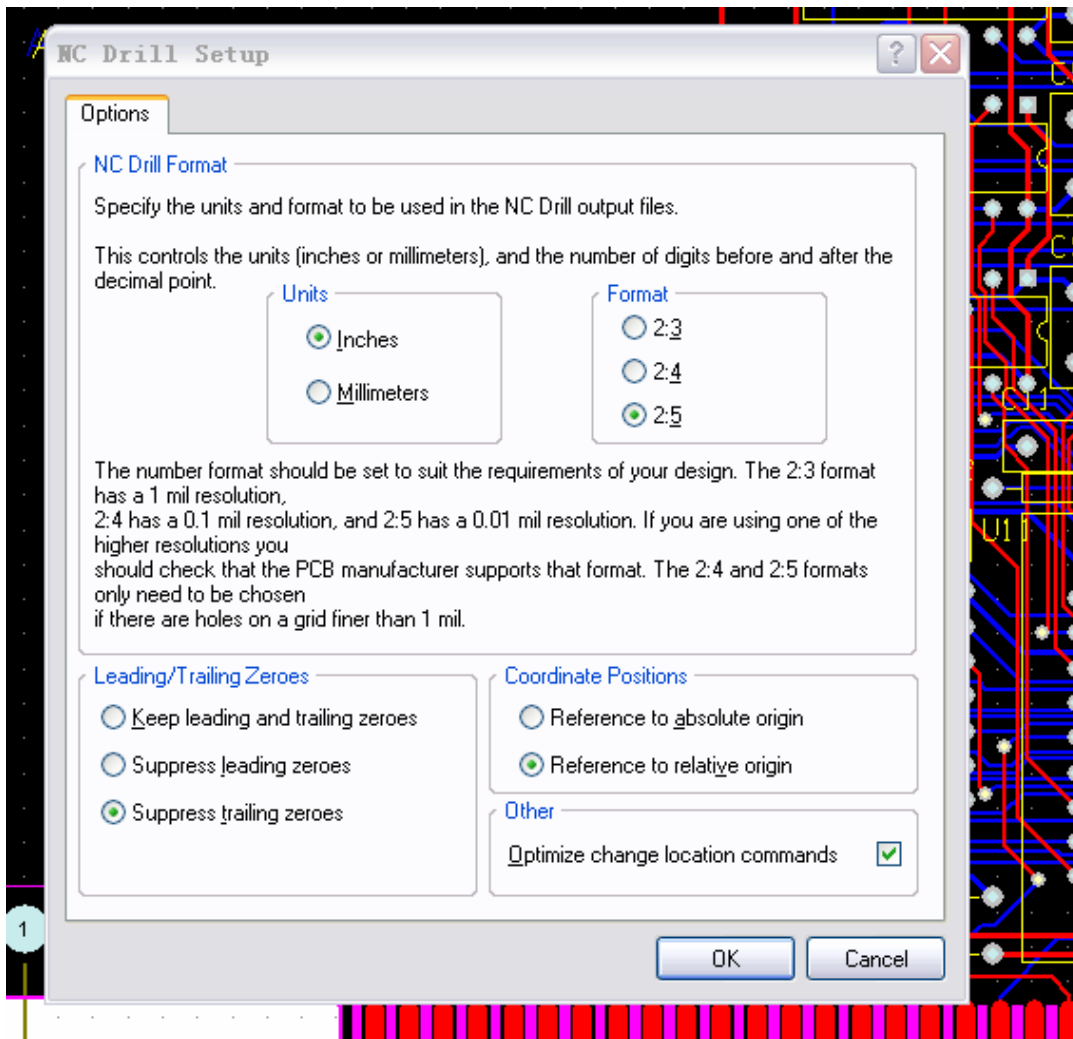 NC Drill Setup
Options
NC Drill Format
Specify the units and format to be used in the NC Drill output files.
This controls the units (inches or millimeters), and the number of digits before and after the
decimal point.
Units
Inches
Millimeters
Format
2:3
2:4
2:5
The number format should be set to suit the requirements of your design. The 2:3 format
has a 1 mil resolution,
2:4 has a 0.1 mil resolution, and 2:5 has a 0.01 mil resolution. If you are using one of the
higher resolutions you
should check that the PCB manufacturer supports that format. The 2:4 and 2:5 formats
only need to be chosen
if there are holes on a grid finer than 1 mil.
Leading/Trailing Zeroes
Keep leading and trailing zeroes
Suppress leading zeroes
Suppress trailing zeroes
Coordinate Positions
Reference to absolute origin
Reference to relative origin
Other
Optimize change location commands
OK
Cancel
C11
U11
1